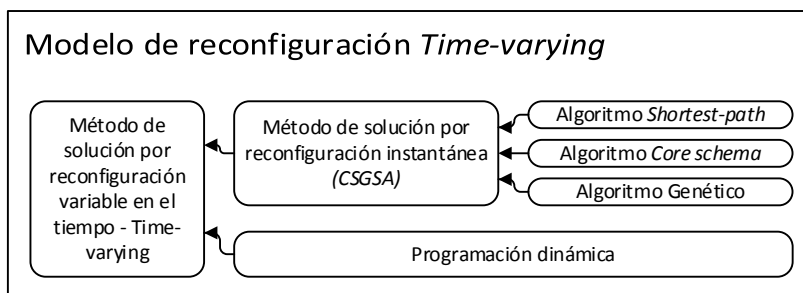 Modelo de reconfiguración Time-varying
Método de
solución por
reconfiguración
variable en el
tiempo - Time-
varying
Método de solución por
reconfiguración instantánea
(CSGSA)
Algoritmo Shortest-path
Algoritmo Core schema
Algoritmo Genético
Programación dinámica